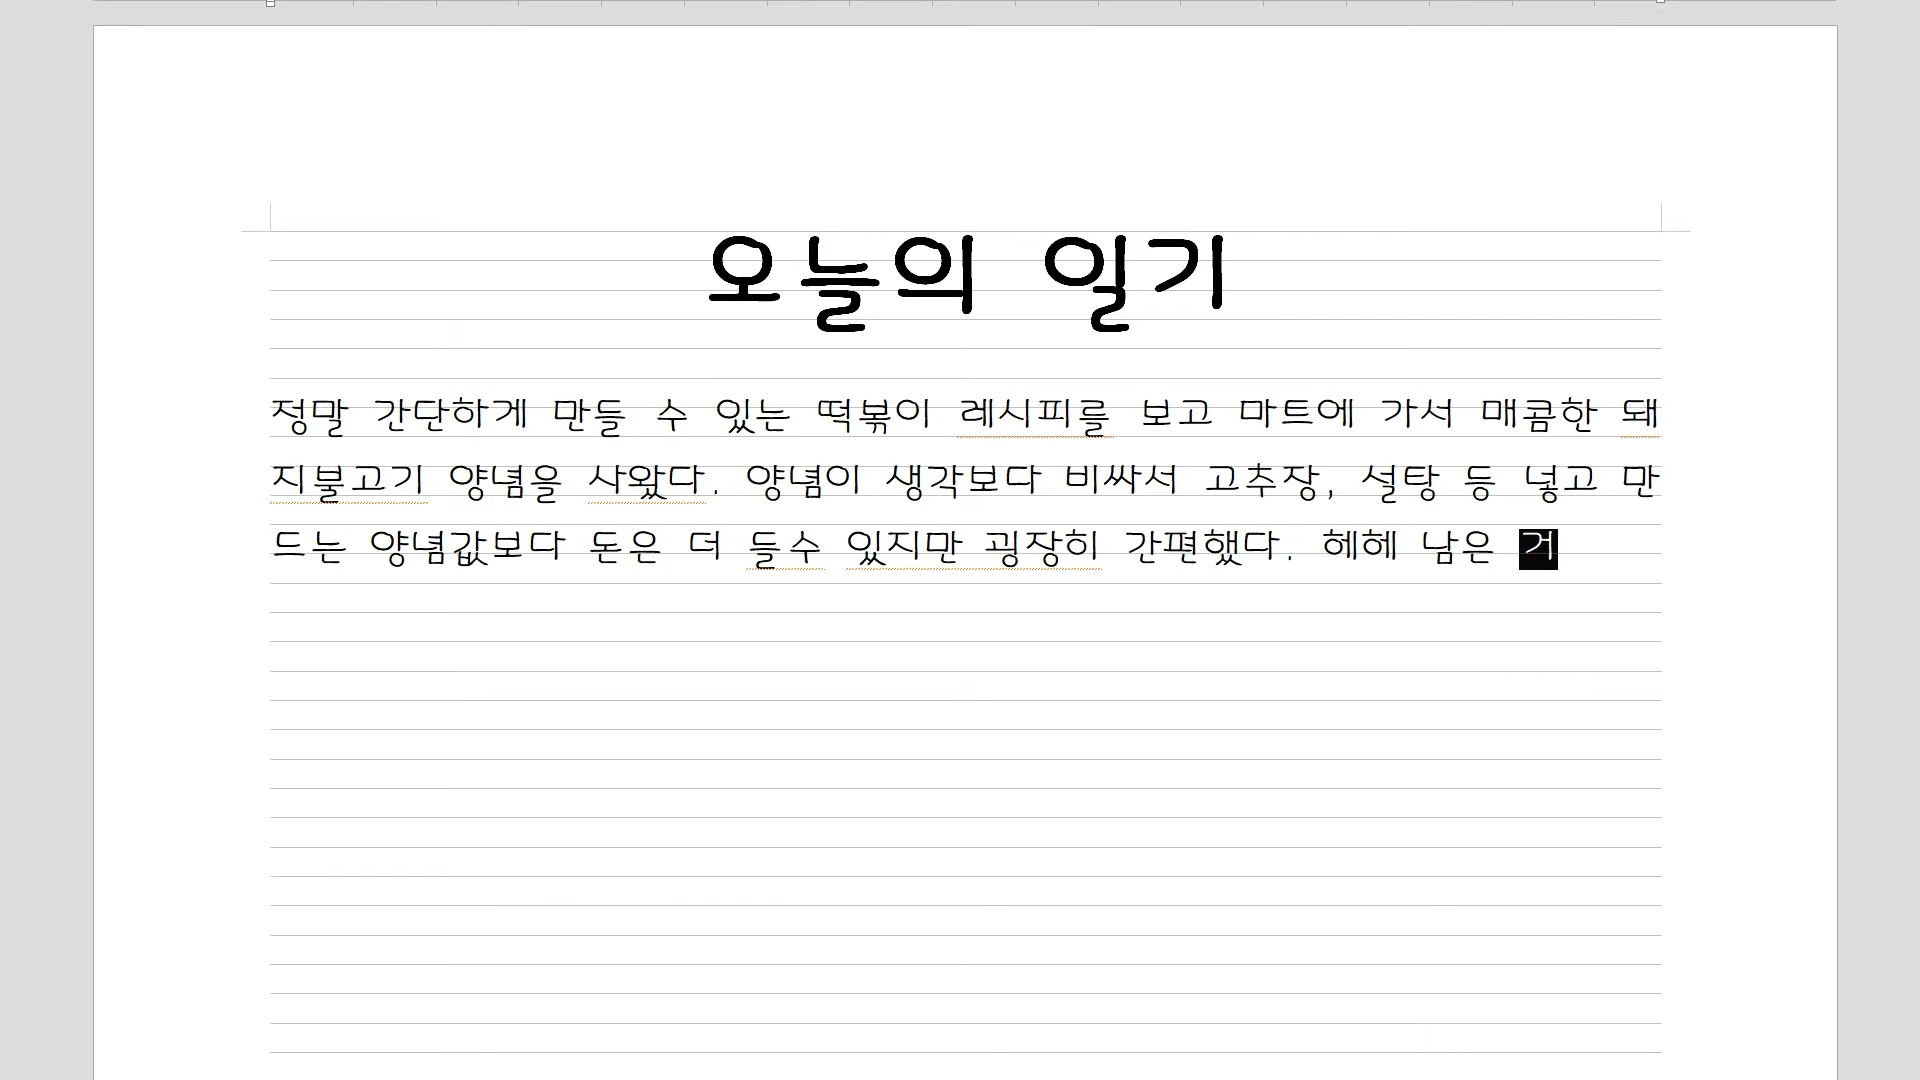 오늘의 일기
정말 간단하게 만들 수 있는 떡볶이 레시피를 보고 마트에 가서 매콤한 돼
지불고기 양념을 사왔다. 양념이 생각보다 비싸서 고추장, 설탕 등 넣고 만
드는 양념값보다 돈은 더 들수 있지만 굉장히 간편했다. 헤헤 남은 거